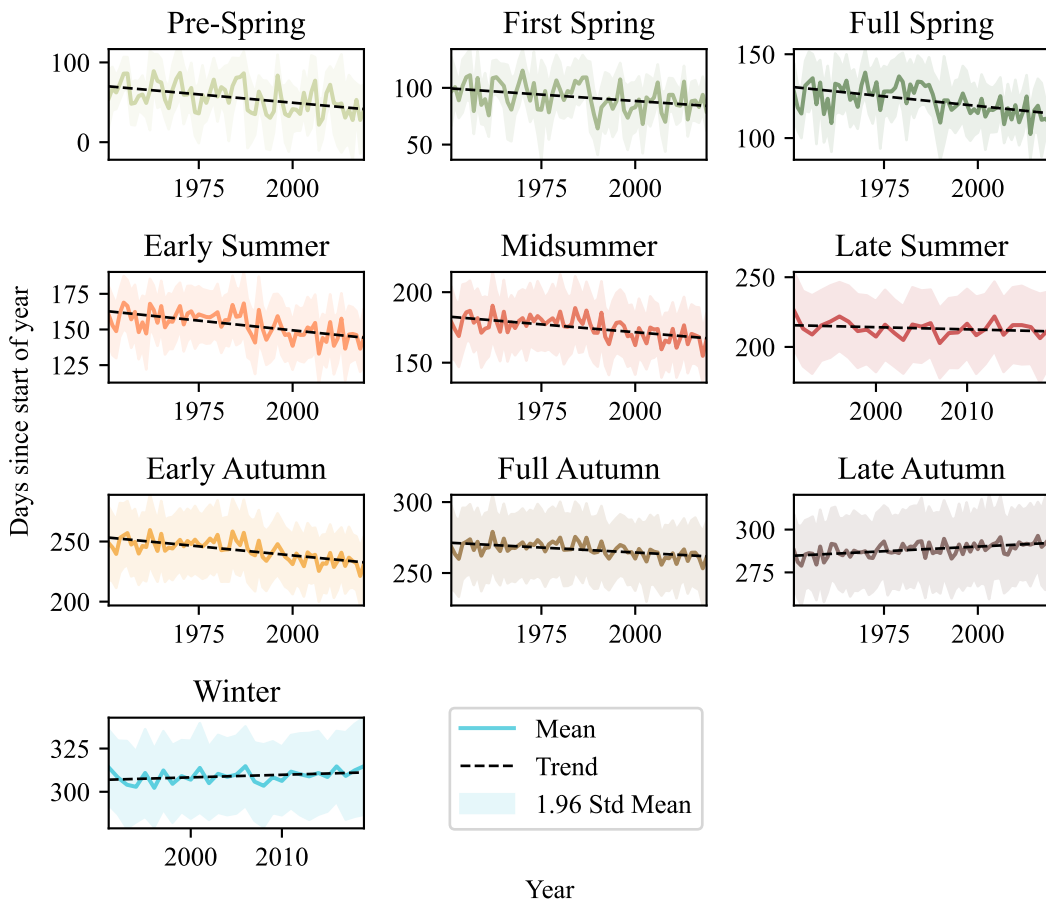 Pre-Spring
First Spring
Full Spring
100
0
1975
2000
100
50
1975
2000
150
100
1975
2000
Early Summer
Midsummer
Late Summer
175
150
125
1975
2000
200
150
1975
2000
250
200
2000
2010
Days since start of year
Early Autumn
Full Autumn
Late Autumn
250
200
1975
2000
300
250
1975
2000
300
275
1975
2000
Winter
325
300
2000
2010
Mean
Trend
1.96 Std Mean
Year